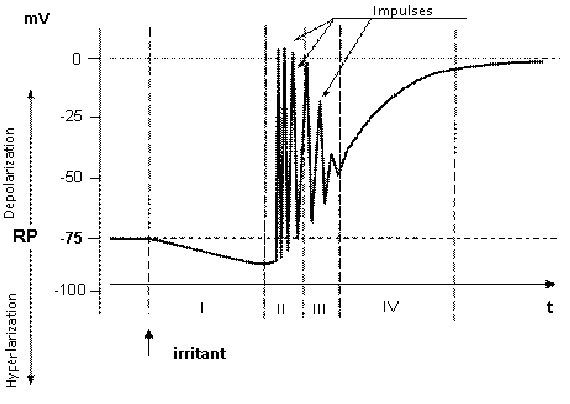 mV
Impulses
0
-25
Depolarization
-50
RP
-75
-100
t
I
II
III
IV
Hyperlarization
irritant